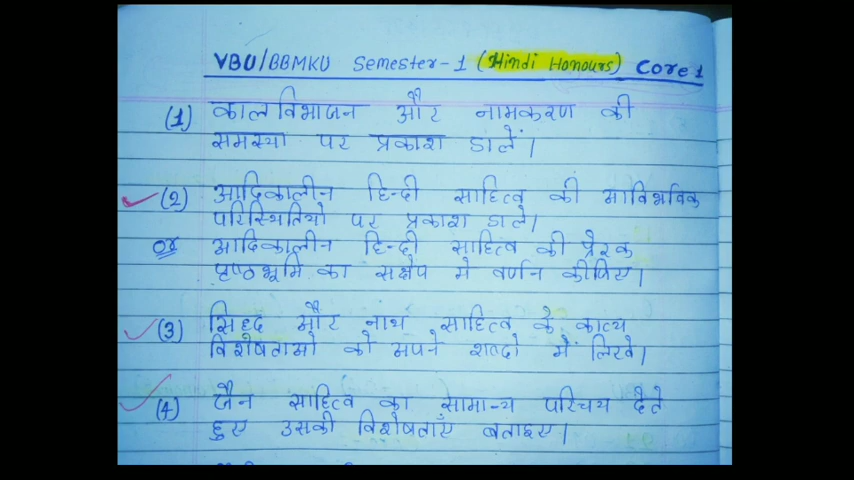 VBU/BBMKU Semester-1 (Hindi Honours) Core 1
(1) कालविभाजन और नामकरण की
समस्या पर प्रकाश डालें।
(2) आदिकालीन हिन्दी साहित्य की
परिस्थितियो पर प्रकाश डाले।
OR आदिकालीन हिन्दी साहित्य की प्रेरक
पृष्ठभूमि का सक्षेप मे वर्णन कीजिए।
(3) सिद्द और नाथ साहित्य के काव्य
विशेषताओ को अपने शब्दो में लिखे।
(4) जैन साहित्य का सामान्य परिचय देते
हुए उसकी विशेषताएँ बताइए।